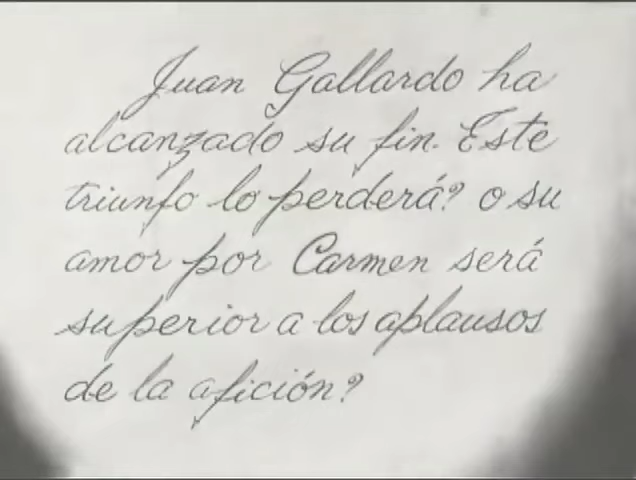 Juan Gallardo ha
alcanzado su fin. Este
triunfo lo perderá? o su
amor por Carmen será
superior a los aplausos
de la afición?